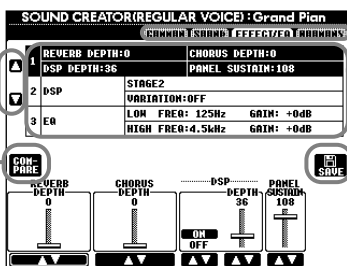 SOUND CREATOR(REGULAR VOICE) : Grand Pian
COMMON SOUND EFFECT/EQ HARMONY
1 REVERB DEPTH:0 CHORUS DEPTH:0
DSP DEPTH:36 PANEL SUSTAIN:108
2 DSP STAGE2
VARIATION:OFF
3 EQ LOW FREQ: 125Hz GAIN: +0dB
HIGH FREQ:4.5kHz GAIN: +0dB
COM-
PARE
SAVE
REVERB DEPTH CHORUS DEPTH DSP DEPTH PANEL SUSTAIN
0 0 36 108
ON
OFF